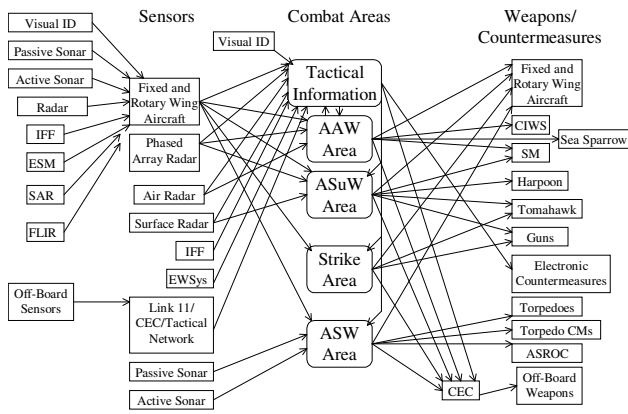 Sensors
Combat Areas
Weapons/
Countermeasures
Visual ID
Passive Sonar
Active Sonar
Radar
IFF
ESM
SAR
FLIR
Off-Board
Sensors
Fixed and
Rotary Wing
Aircraft
Phased
Array Radar
Air Radar
Surface Radar
IFF
EWSys
Link 11/
CEC/Tactical
Network
Passive Sonar
Active Sonar
Visual ID
Tactical
Information
AAW
Area
ASuW
Area
Strike
Area
ASW
Area
Fixed and
Rotary Wing
Aircraft
CIWS
Sea Sparrow
SM
Harpoon
Tomahawk
Guns
Electronic
Countermeasures
Torpedoes
Torpedo CMs
ASROC
CEC
Off-Board
Weapons